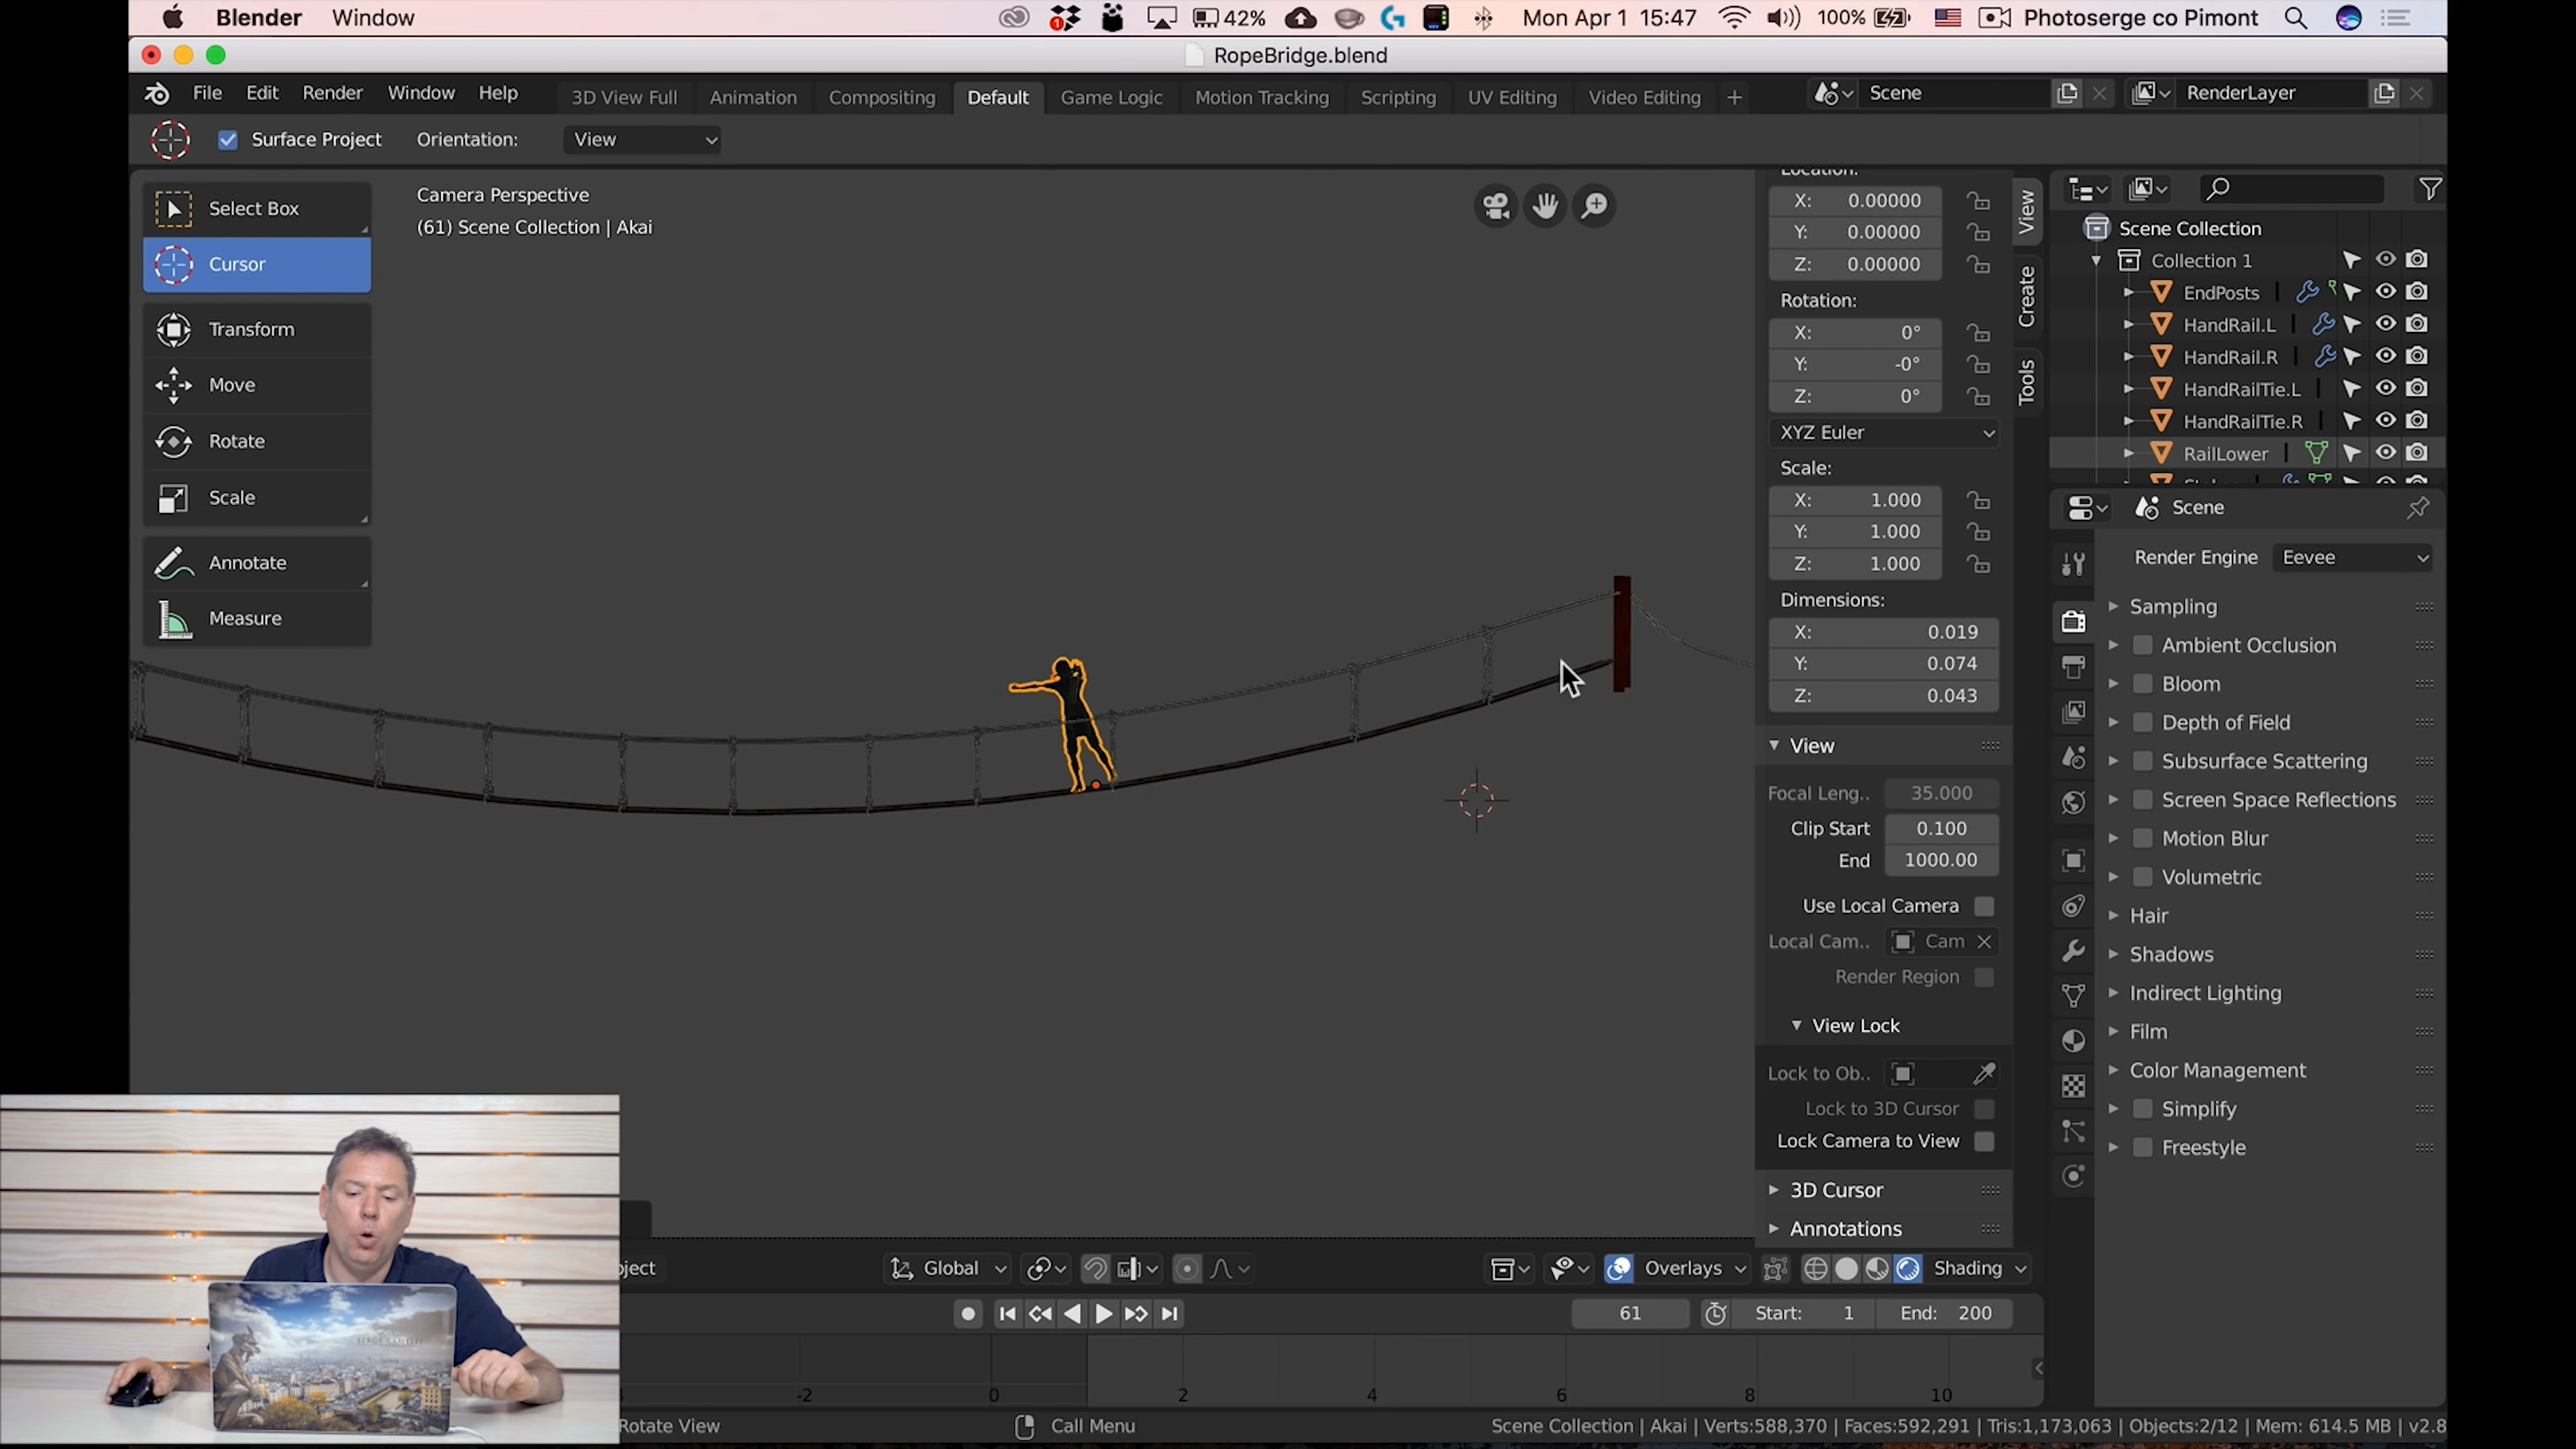 Blender Window
42% Mon Apr 1 15:47 100% Photoserge co Pimont
RopeBridge.blend
File Edit Render Window Help
3D View Full Animation Compositing Default Game Logic Motion Tracking Scripting UV Editing Video Editing +
Scene
RenderLayer
Surface Project Orientation: View
Select Box
Cursor
Transform
Move
Rotate
Scale
Annotate
Measure
Camera Perspective
(61) Scene Collection | Akai
Location:
X: 0.00000
Y: 0.00000
Z: 0.00000
Rotation:
X: 0°
Y: -0°
Z: 0°
XYZ Euler
Scale:
X: 1.000
Y: 1.000
Z: 1.000
Dimensions:
X: 0.019
Y: 0.074
Z: 0.043
View
Focal Leng.. 35.000
Clip Start 0.100
End 1000.00
Use Local Camera
Local Cam.. Cam
Render Region
View Lock
Lock to Ob..
Lock to 3D Cursor
Lock Camera to View
3D Cursor
Annotations
View
Create
Tools
Scene Collection
Collection 1
EndPosts
HandRail.L
HandRail.R
HandRailTie.L
HandRailTie.R
RailLower
Scene
Render Engine Eevee
Sampling
Ambient Occlusion
Bloom
Depth of Field
Subsurface Scattering
Screen Space Reflections
Motion Blur
Volumetric
Hair
Shadows
Indirect Lighting
Film
Color Management
Simplify
Freestyle
ject Global Overlays Shading
61 Start: 1 End: 200
-2 0 2 4 6 8 10
Rotate View Call Menu Scene Collection | Akai | Verts:588,370 | Faces:592,291 | Tris:1,173,063 | Objects:2/12 | Mem: 614.5 MB | v2.8